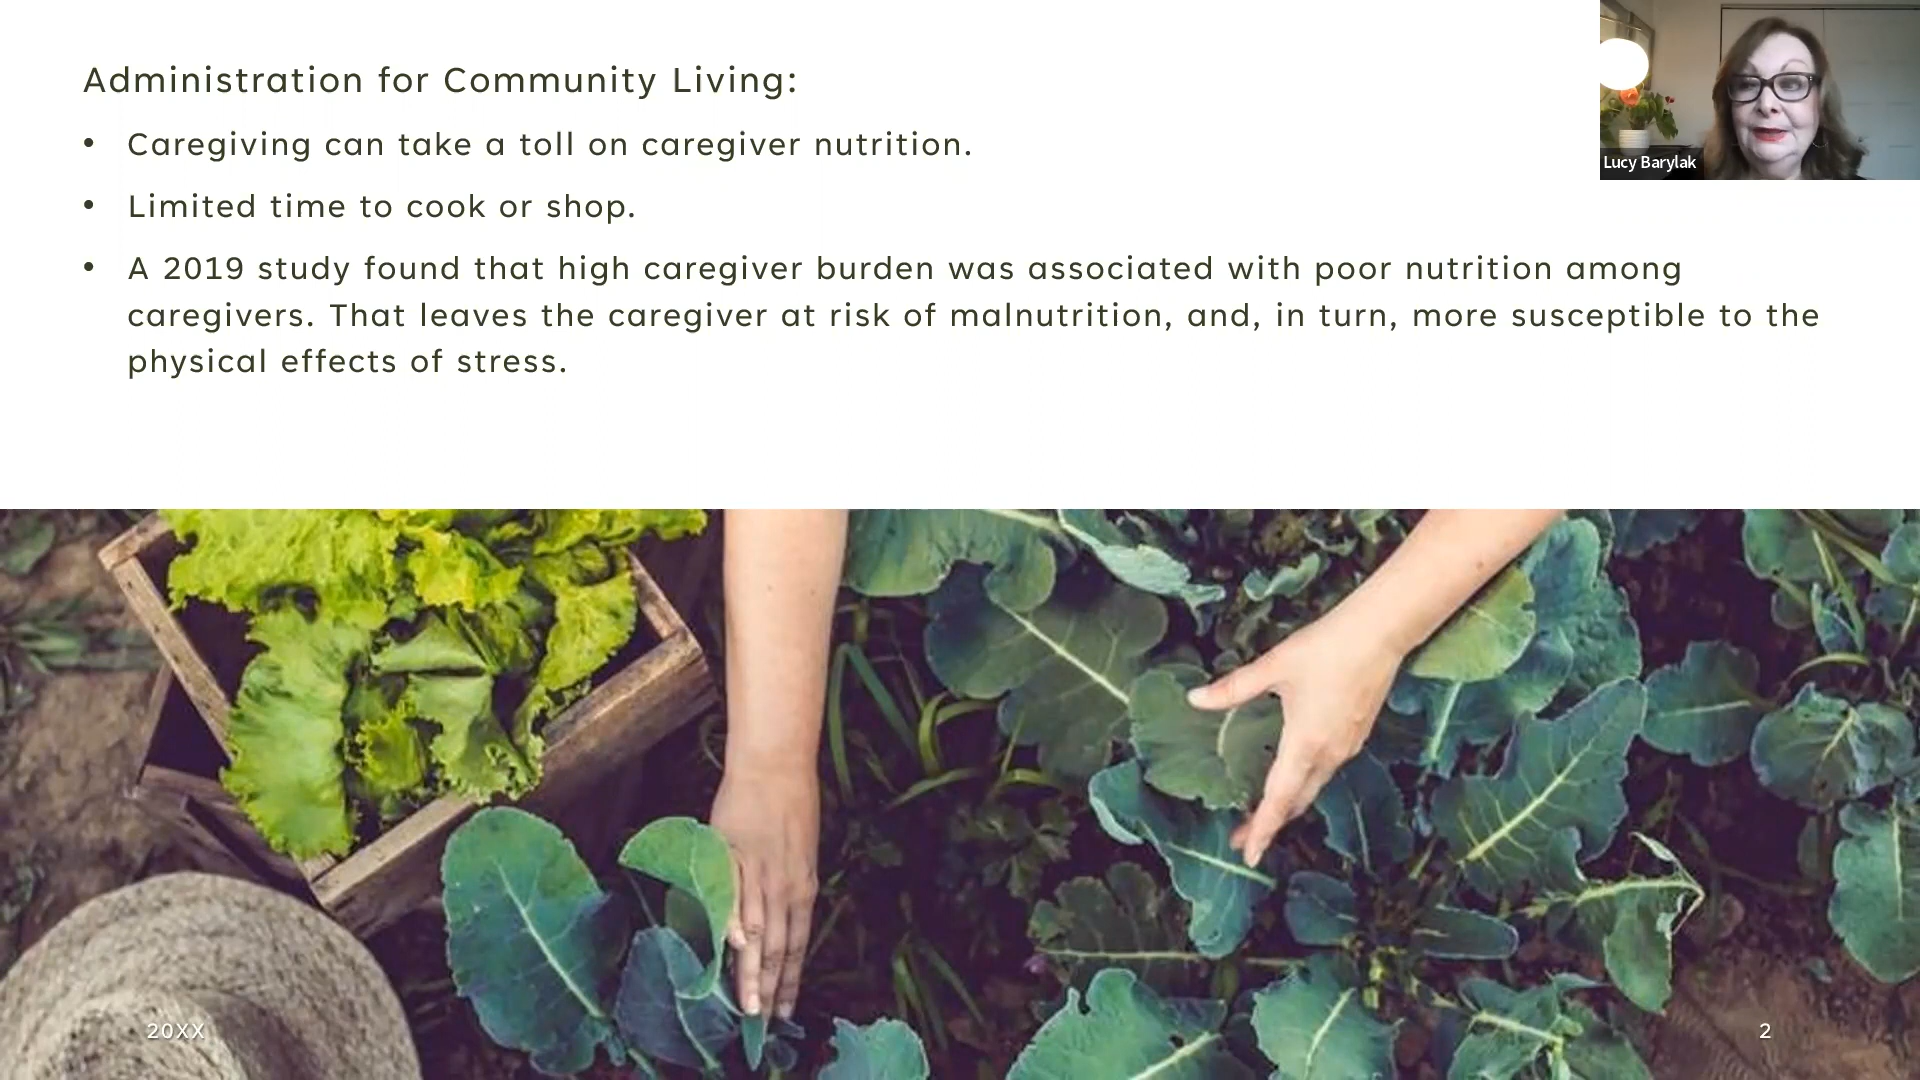 Administration for Community Living:
• Caregiving can take a toll on caregiver nutrition.
• Limited time to cook or shop.
• A 2019 study found that high caregiver burden was associated with poor nutrition among
caregivers. That leaves the caregiver at risk of malnutrition, and, in turn, more susceptible to the
physical effects of stress.
Lucy Barylak
20XX
2